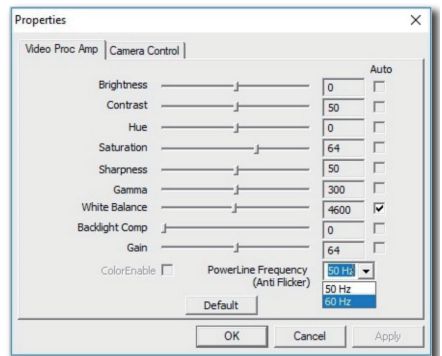 Properties
Video Proc Amp Camera Control
Auto
Brightness 0
Contrast 50
Hue 0
Saturation 64
Sharpness 50
Gamma 300
White Balance 4600
Backlight Comp 0
Gain 64
ColorEnable PowerLine Frequency 50 Hz
(Anti Flicker)
50 Hz
60 Hz
Default
OK Cancel Apply